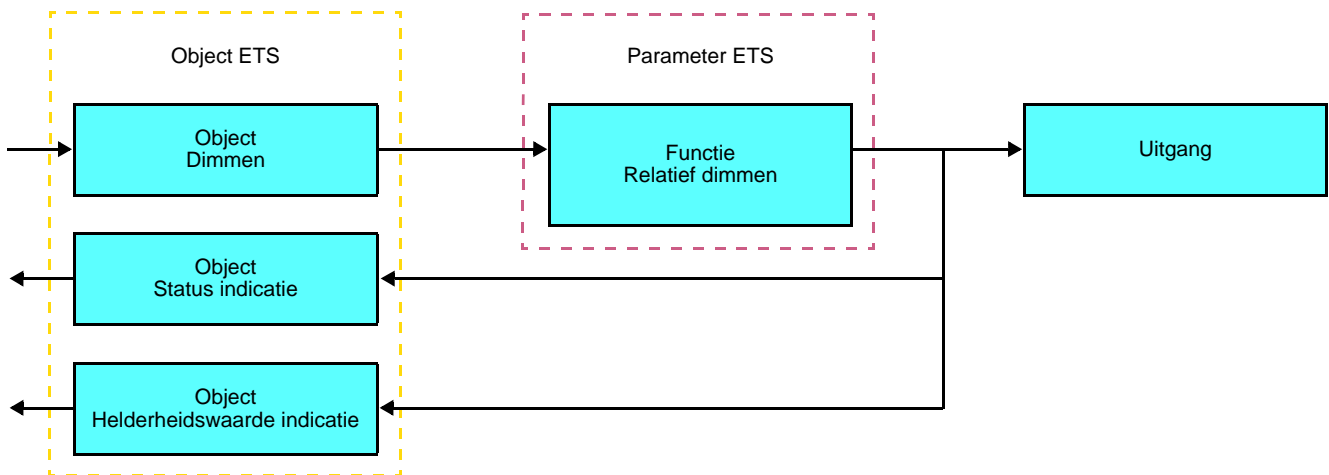 Object ETS
Parameter ETS
Object
Dimmen
Functie
Relatief dimmen
Uitgang
Object
Status indicatie
Object
Helderheidswaarde indicatie